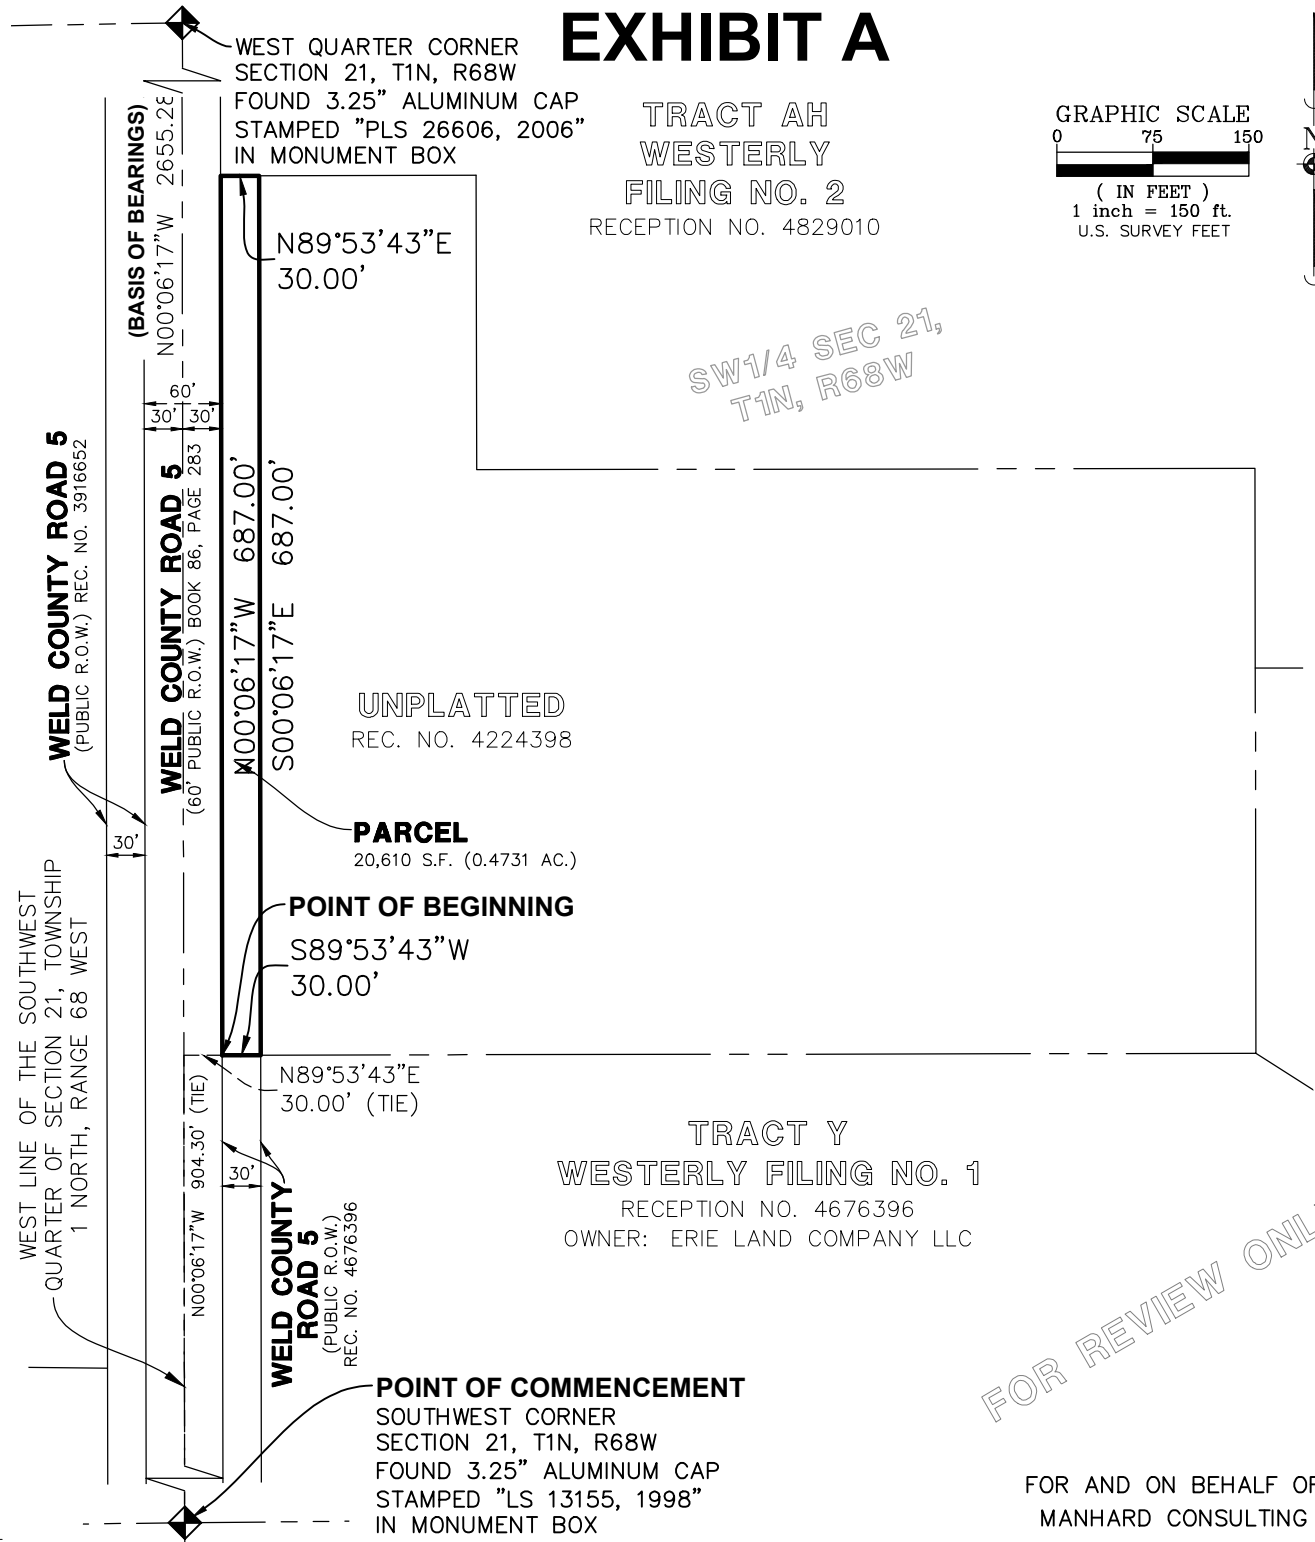 EXHIBIT A
WEST QUARTER CORNER
SECTION 21, T1N, R68W
FOUND 3.25" ALUMINUM CAP
STAMPED "PLS 26606, 2006"
IN MONUMENT BOX
TRACT AH
WESTERLY
FILING NO. 2
RECEPTION NO. 4829010
GRAPHIC SCALE
0 75 150
( IN FEET )
1 inch = 150 ft.
U.S. SURVEY FEET
(BASIS OF BEARINGS)
N00°06'17"W 2655.28
N89°53'43"E
30.00'
SW1/4 SEC 21,
T1N, R68W
60'
30' 30'
WELD COUNTY ROAD 5
(PUBLIC R.O.W.) REC. NO. 3916652
WELD COUNTY ROAD 5
(60' PUBLIC R.O.W.) BOOK 86, PAGE 283
N00°06'17"W 687.00'
S00°06'17"E 687.00'
UNPLATTED
REC. NO. 4224398
PARCEL
20,610 S.F. (0.4731 AC.)
30'
POINT OF BEGINNING
S89°53'43"W
30.00'
WEST LINE OF THE SOUTHWEST
QUARTER OF SECTION 21, TOWNSHIP
1 NORTH, RANGE 68 WEST
N89°53'43"E
30.00' (TIE)
N00°06'17"W 904.30' (TIE)
30'
WELD COUNTY
ROAD 5
(PUBLIC R.O.W.)
REC. NO. 4676396
TRACT Y
WESTERLY FILING NO. 1
RECEPTION NO. 4676396
OWNER: ERIE LAND COMPANY LLC
FOR REVIEW ONL
POINT OF COMMENCEMENT
SOUTHWEST CORNER
SECTION 21, T1N, R68W
FOUND 3.25" ALUMINUM CAP
STAMPED "LS 13155, 1998"
IN MONUMENT BOX
FOR AND ON BEHALF OF
MANHARD CONSULTING